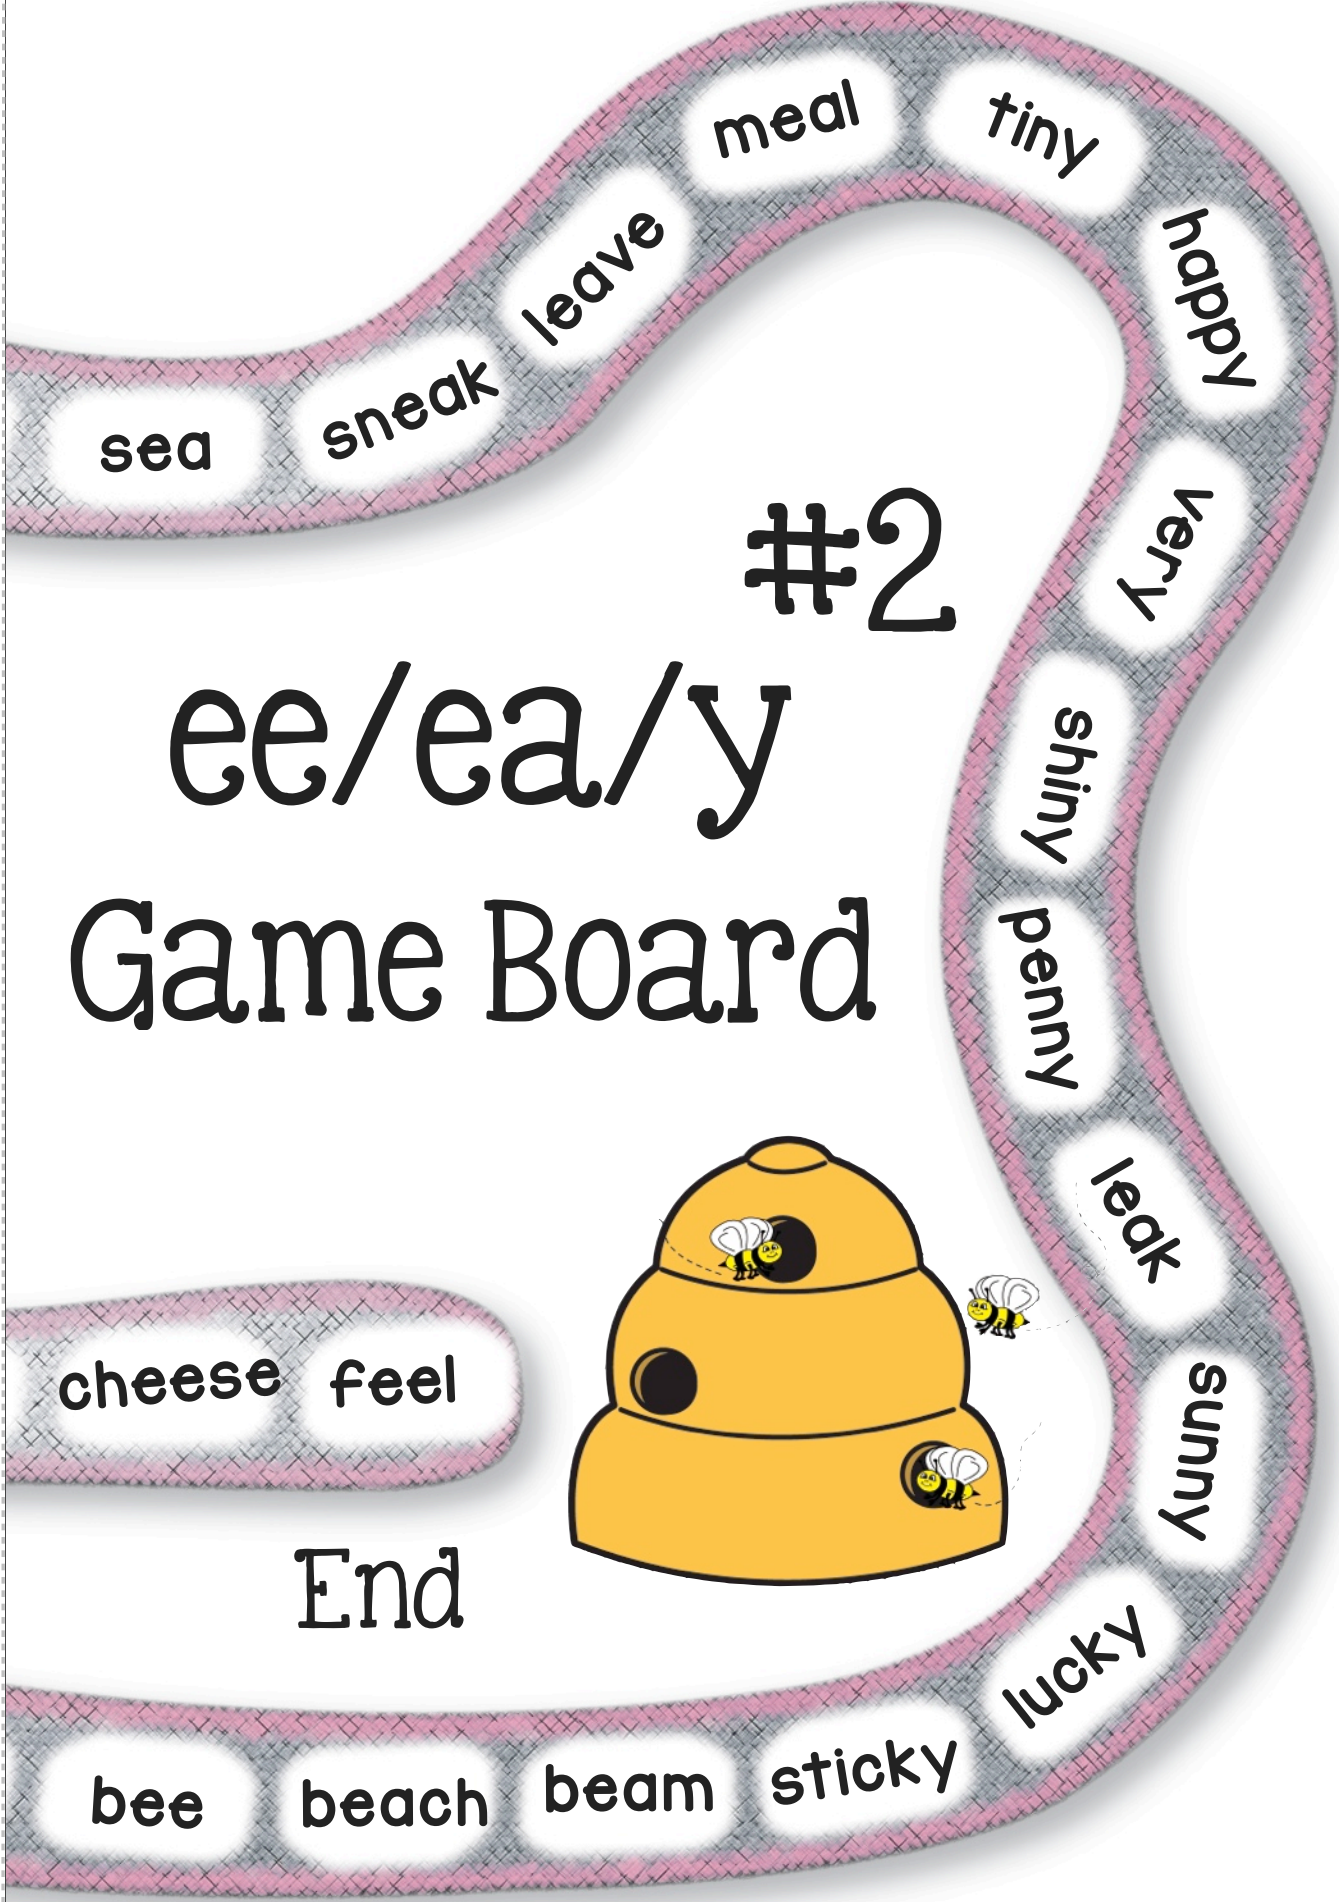 sea
sneak
leave
meal
tiny
happy
very
shiny
penny
leak
sunny
lucky
sticky
beam
beach
bee
#2
ee/ea/y
Game Board
cheese
feel
End